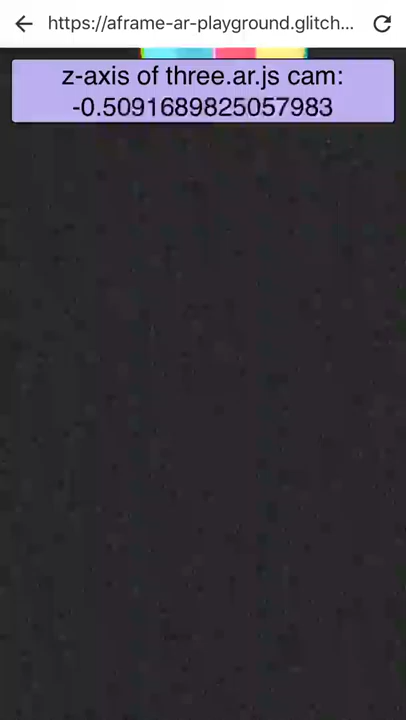 https://aframe-ar-playground.glitch...
z-axis of three.ar.js cam:
-0.5091689825057983